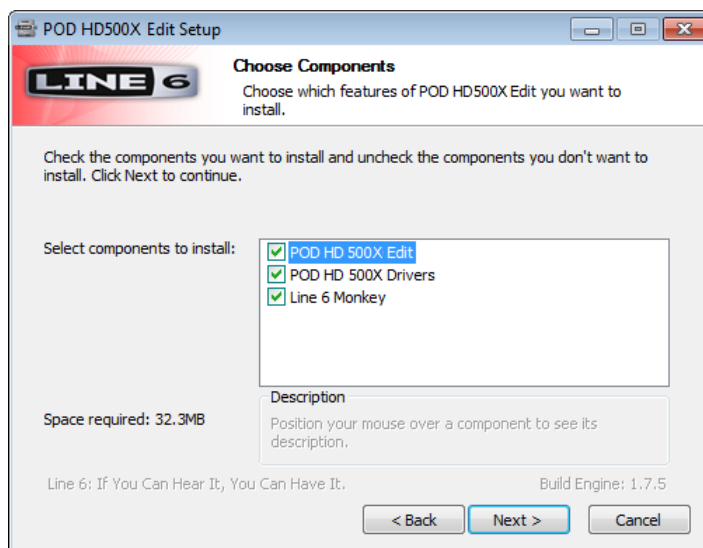 POD HD500X Edit Setup
LINE 6
Choose Components
Choose which features of POD HD500X Edit you want to
install.
Check the components you want to install and uncheck the components you don't want to
install. Click Next to continue.
Select components to install:
POD HD 500X Edit
POD HD 500X Drivers
Line 6 Monkey
Space required: 32.3MB
Description
Position your mouse over a component to see its
description.
Line 6: If You Can Hear It, You Can Have It.
Build Engine: 1.7.5
< Back
Next >
Cancel